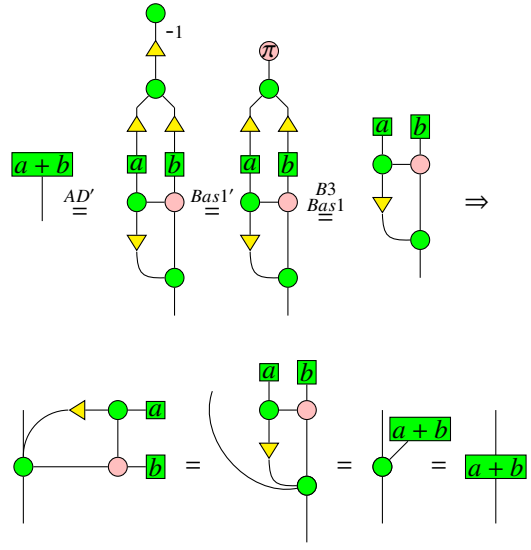 -1
π
a b
a + b
a b a b
AD′
=
Bas1′
=
B3
Bas1
=
⇒
a b
a
b
=
=
a + b
=
a + b